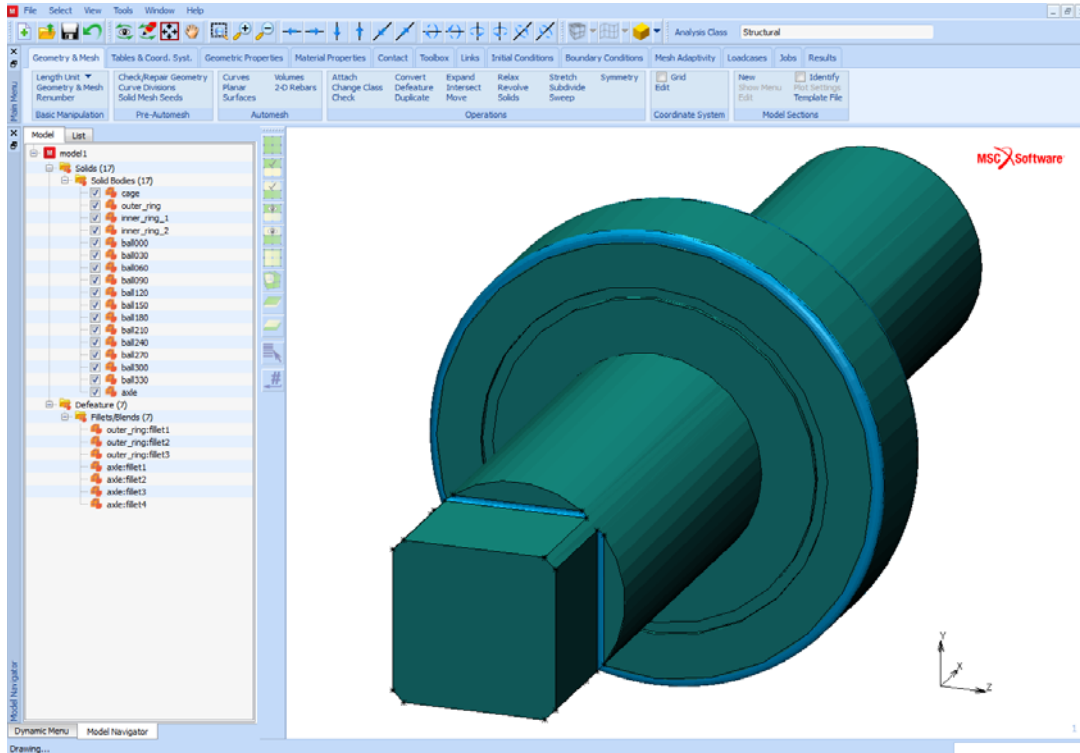 File Select View Tools Window Help
Analysis Class Structural
Geometry & Mesh Tables & Coord. Syst. Geometric Properties Material Properties Contact Toolbox Links Initial Conditions Boundary Conditions Mesh Adaptivity Loadcases Jobs Results
Length Unit Check/Repair Geometry Curves Volumes Attach Convert Expand Relax Stretch Symmetry Grid New Identify
Geometry & Mesh Curve Divisions Planar 2-D Rebars Change Class Defeature Intersect Revolve Subdivide Edit Show Menu Plot Settings
Renumber Solid Mesh Seeds Surfaces Check Duplicate Move Solids Sweep Edit Template File
Basic Manipulation Pre-Automesh Automesh Operations Coordinate System Model Sections
Main Menu
Model List
model1
Solids (17)
Solid Bodies (17)
cage
outer_ring
inner_ring_1
inner_ring_2
ball000
ball030
ball060
ball090
ball120
ball150
ball180
ball210
ball240
ball270
ball300
ball330
axle
Defeature (7)
Fillets/Blends (7)
outer_ring:fillet1
outer_ring:fillet2
outer_ring:fillet3
axle:fillet1
axle:fillet2
axle:fillet3
axle:fillet4
MSC Software
Y
X
Z
1
Model Navigator
Dynamic Menu Model Navigator
Drawing...